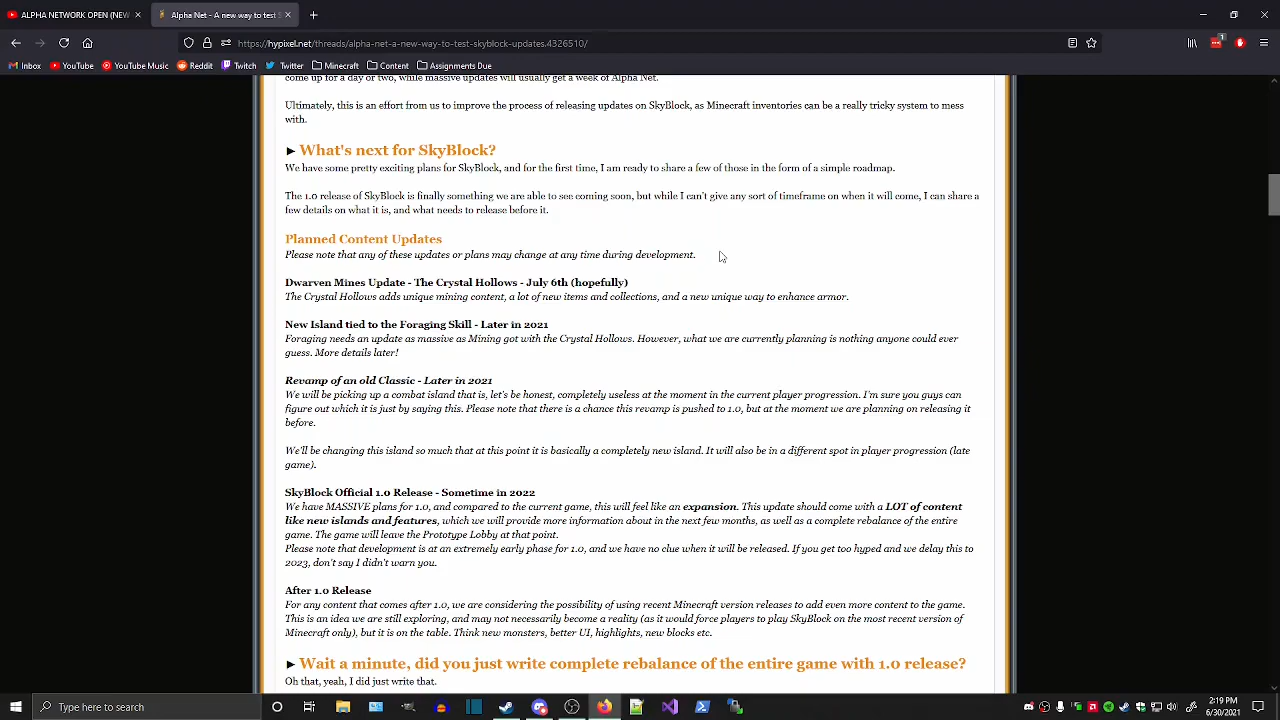 ALPHA NETWORK OPEN (NEW
Alpha Net - A new way to test S
https://hypixel.net/threads/alpha-net-a-new-way-to-test-skyblock-updates.4326510/
Inbox YouTube YouTube Music Reddit Twitch Twitter Minecraft Content Assignments Due
come up for a day or two, while massive updates will usually get a week of Alpha Net.
Ultimately, this is an effort from us to improve the process of releasing updates on SkyBlock, as Minecraft inventories can be a really tricky system to mess
with.
► What's next for SkyBlock?
We have some pretty exciting plans for SkyBlock, and for the first time, I am ready to share a few of those in the form of a simple roadmap.
The 1.0 release of SkyBlock is finally something we are able to see coming soon, but while I can't give any sort of timeframe on when it will come, I can share a
few details on what it is, and what needs to release before it.
Planned Content Updates
Please note that any of these updates or plans may change at any time during development.
Dwarven Mines Update - The Crystal Hollows - July 6th (hopefully)
The Crystal Hollows adds unique mining content, a lot of new items and collections, and a new unique way to enhance armor.
New Island tied to the Foraging Skill - Later in 2021
Foraging needs an update as massive as Mining got with the Crystal Hollows. However, what we are currently planning is nothing anyone could ever
guess. More details later!
Revamp of an old Classic - Later in 2021
We will be picking up a combat island that is, let's be honest, completely useless at the moment in the current player progression. I'm sure you guys can
figure out which it is just by saying this. Please note that there is a chance this revamp is pushed to 1.0, but at the moment we are planning on releasing it
before.
We'll be changing this island so much that at this point it is basically a completely new island. It will also be in a different spot in player progression (late
game).
SkyBlock Official 1.0 Release - Sometime in 2022
We have MASSIVE plans for 1.0, and compared to the current game, this will feel like an expansion. This update should come with a LOT of content
like new islands and features, which we will provide more information about in the next few months, as well as a complete rebalance of the entire
game. The game will leave the Prototype Lobby at that point.
Please note that development is at an extremely early phase for 1.0, and we have no clue when it will be released. If you get too hyped and we delay this to
2023, don't say I didn't warn you.
After 1.0 Release
For any content that comes after 1.0, we are considering the possibility of using recent Minecraft version releases to add even more content to the game.
This is an idea we are still exploring, and may not necessarily become a reality (as it would force players to play SkyBlock on the most recent version of
Minecraft only), but it is on the table. Think new monsters, better UI, highlights, new blocks etc.
► Wait a minute, did you just write complete rebalance of the entire game with 1.0 release?
Oh that, yeah, I did just write that.
Type here to search
2:19 PM
6/30/2021